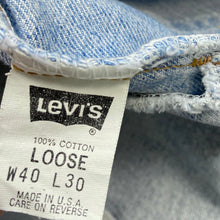 LEVI'S
100% COTTON
LOOSE
W40 L30
MADE IN U.S.A.
CARE ON REVERSE